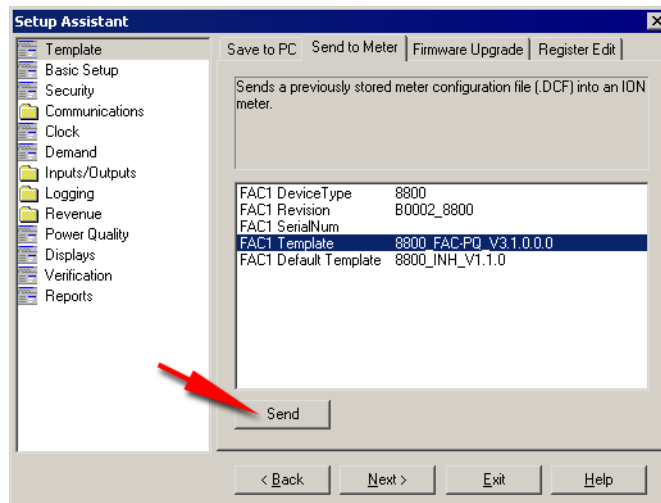 Setup Assistant
Template
Basic Setup
Security
Communications
Clock
Demand
Inputs/Outputs
Logging
Revenue
Power Quality
Displays
Verification
Reports
Save to PC Send to Meter Firmware Upgrade Register Edit
Sends a previously stored meter configuration file (.DCF) into an ION
meter.
FAC1 DeviceType 8800
FAC1 Revision B0002_8800
FAC1 SerialNum
FAC1 Template 8800_FAC-PQ_V3.1.0.0.0
FAC1 Default Template 8800_INH_V1.1.0
Send
< Back Next > Exit Help